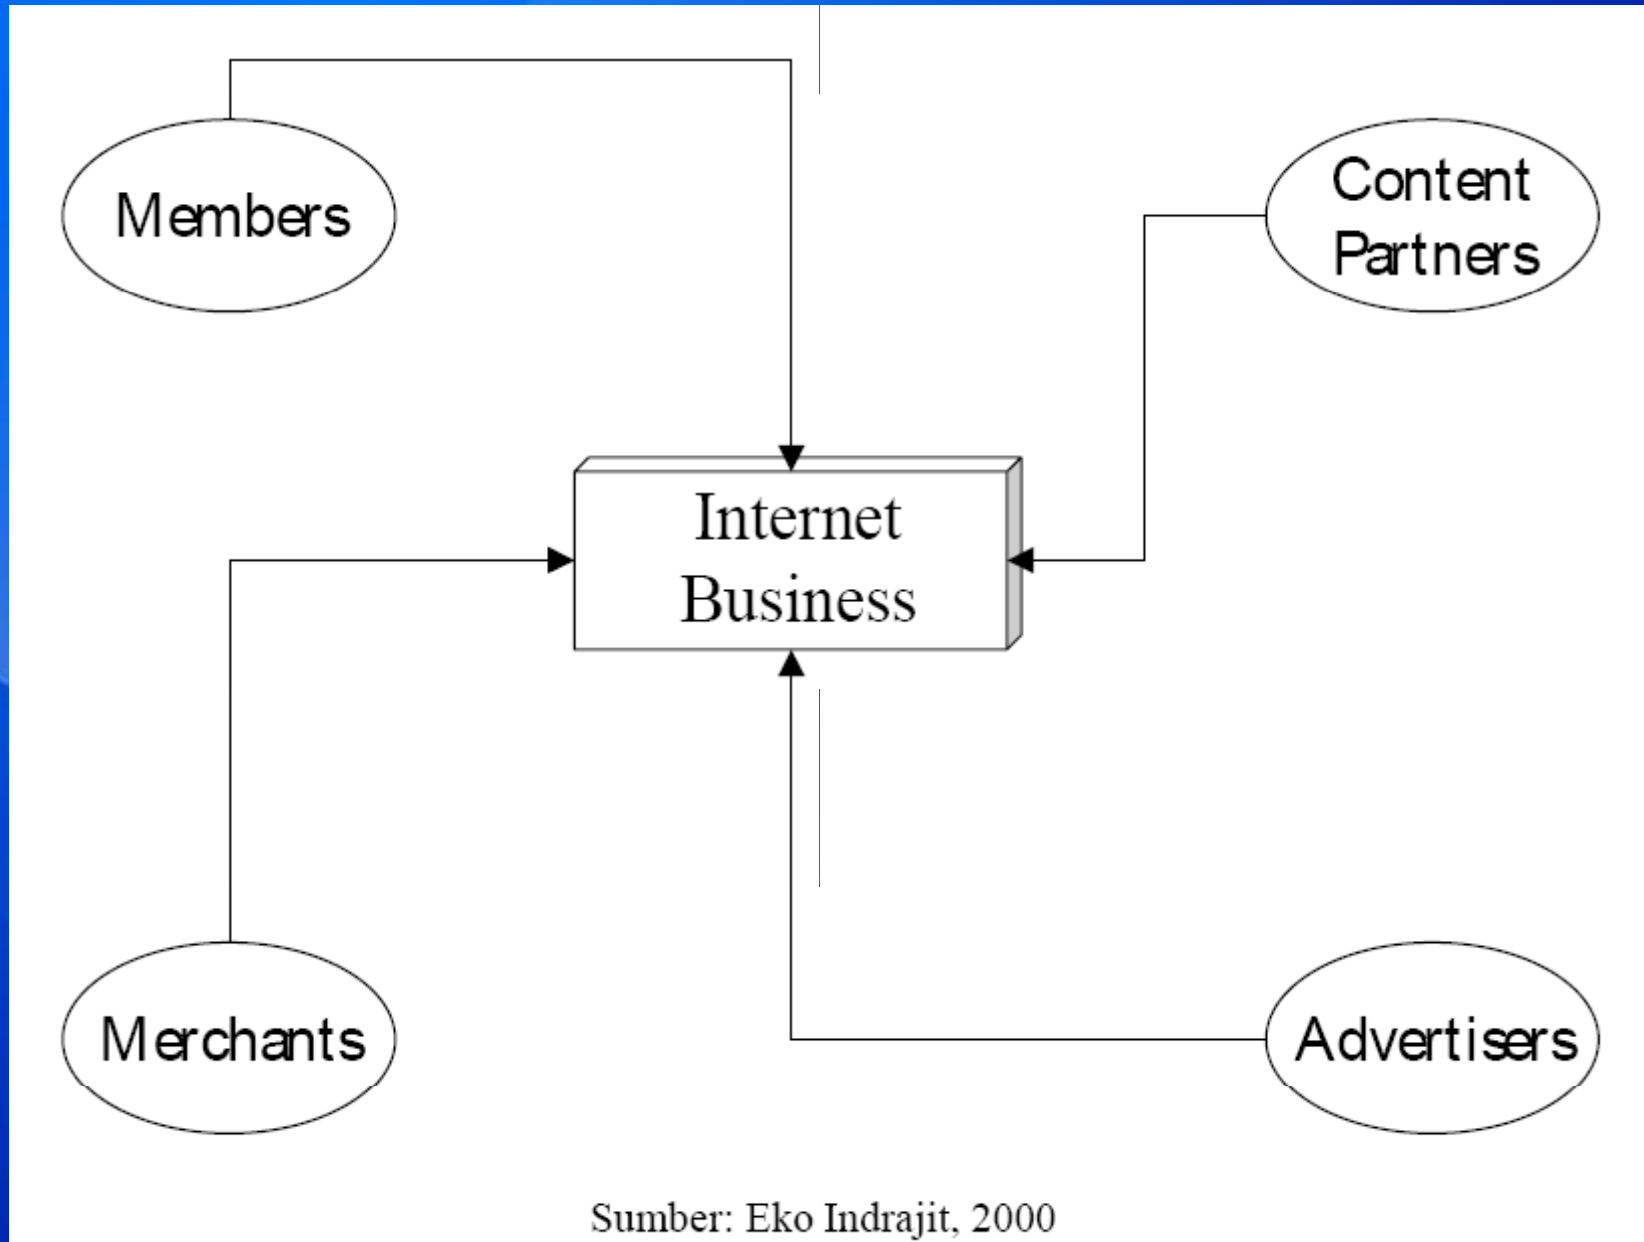 Members
Content
Partners
Internet
Business
Merchants
Advertisers
Sumber: Eko Indrajit, 2000